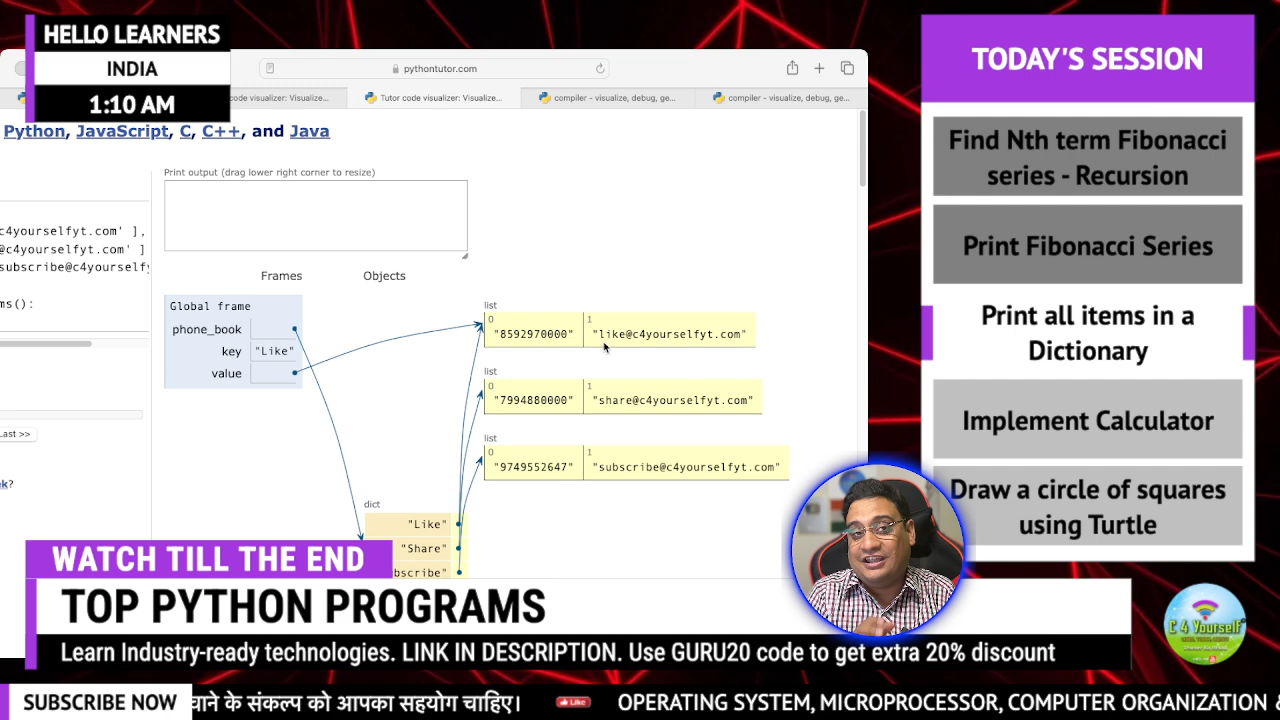 HELLO LEARNERS
INDIA
1:10 AM
pythontutor.com
code visualizer: Visualize...
Tutor code visualizer: Visualize...
compiler - visualize, debug, ge...
compiler - visualize, debug, ge...
Python, JavaScript, C, C++, and Java
Print output (drag lower right corner to resize)
c4yourselfyt.com' ],
@c4yourselfyt.com' ]
subscribe@c4yourselfy
ms():
Last >>
k?
Frames
Objects
Global frame
phone_book
key "Like"
value
list
0 1
"8592970000" "like@c4yourselfyt.com"
list
0 1
"7994880000" "share@c4yourselfyt.com"
list
0 1
"9749552647" "subscribe@c4yourselfyt.com"
dict
"Like"
"Share"
bscribe"
TODAY'S SESSION
Find Nth term Fibonacci
series - Recursion
Print Fibonacci Series
Print all items in a
Dictionary
Implement Calculator
Draw a circle of squares
using Turtle
WATCH TILL THE END
TOP PYTHON PROGRAMS
Learn Industry-ready technologies. LINK IN DESCRIPTION. Use GURU20 code to get extra 20% discount
C 4 Yourself
SUBSCRIBE NOW
चाने के संकल्प को आपका सहयोग चाहिए।
Like
OPERATING SYSTEM, MICROPROCESSOR, COMPUTER ORGANIZATION &